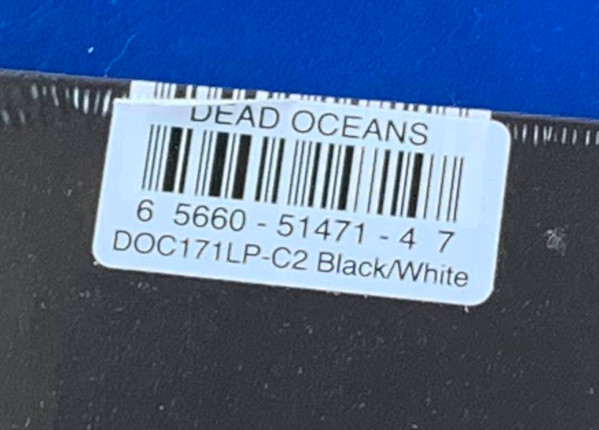 DEAD OCEANS
6 5660 - 51471 - 4 7
DOC171LP-C2 Black/White